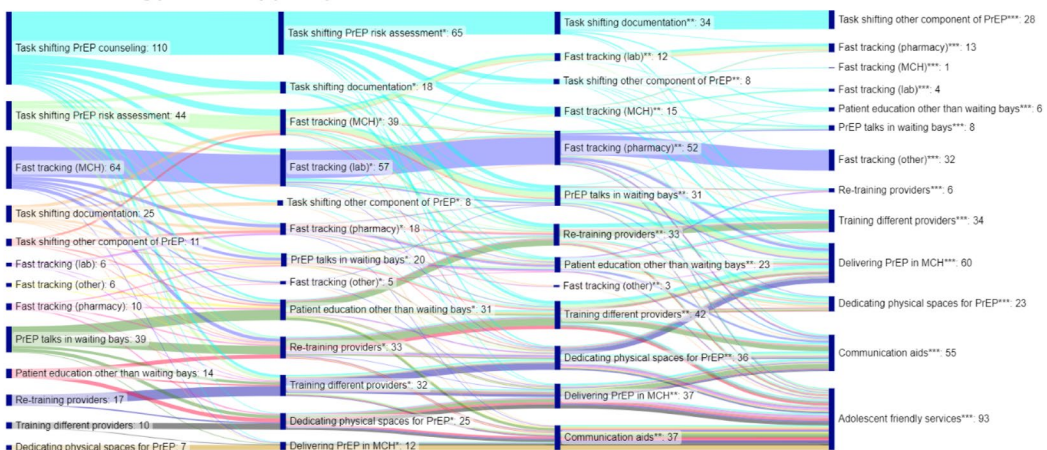 Task shifting PrEP counseling: 110
Task shifting PrEP risk assessment: 44
Fast tracking (MCH): 64
Task shifting documentation: 25
Task shifting other component of PrEP: 11
Fast tracking (lab): 6
Fast tracking (other): 6
Fast tracking (pharmacy): 10
PrEP talks in waiting bays: 39
Patient education other than waiting bays: 14
Re-training providers: 17
Training different providers: 10
Dedicating physical spaces for PrEP: 7
Task shifting PrEP risk assessment*: 65
Task shifting documentation*: 18
Fast tracking (MCH)*: 39
Fast tracking (lab)*: 57
Task shifting other component of PrEP*: 8
Fast tracking (pharmacy)*: 18
PrEP talks in waiting bays*: 20
Fast tracking (other)*: 5
Patient education other than waiting bays*: 31
Re-training providers*: 33
Training different providers*: 32
Dedicating physical spaces for PrEP*: 25
Delivering PrEP in MCH*: 12
Task shifting documentation**: 34
Fast tracking (lab)**: 12
Task shifting other component of PrEP**: 8
Fast tracking (MCH)**: 15
Fast tracking (pharmacy)**: 52
PrEP talks in waiting bays**: 31
Re-training providers**: 33
Patient education other than waiting bays**: 23
Fast tracking (other)**: 3
Training different providers**: 42
Dedicating physical spaces for PrEP**: 36
Delivering PrEP in MCH**: 37
Communication aids**: 37
Task shifting other component of PrEP***: 28
Fast tracking (pharmacy)***: 13
Fast tracking (MCH)***: 1
Fast tracking (lab)***: 4
Patient education other than waiting bays***: 6
PrEP talks in waiting bays***: 8
Fast tracking (other)***: 32
Re-training providers***: 6
Training different providers***: 34
Delivering PrEP in MCH***: 60
Dedicating physical spaces for PrEP***: 23
Communication aids***: 55
Adolescent friendly services***: 93